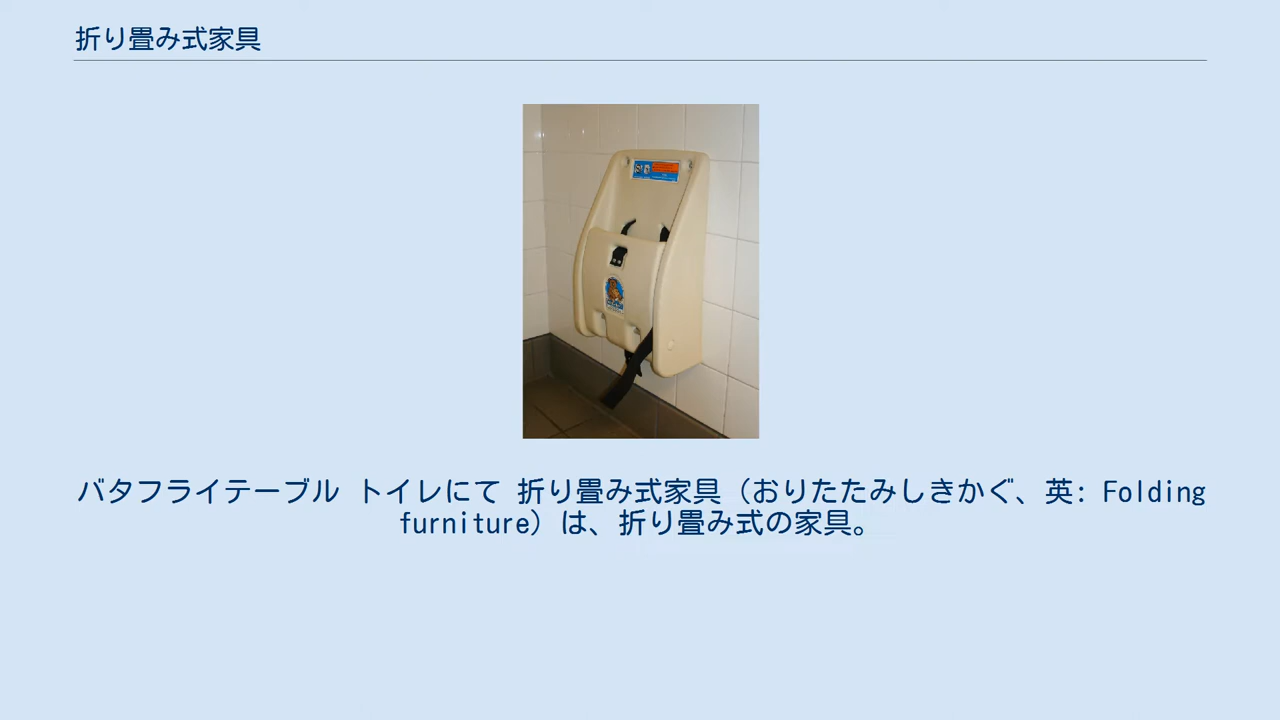 折り畳み式家具
バタフライテーブル トイレにて 折り畳み式家具（おりたたみしきかぐ、英: Folding
furniture）は、折り畳み式の家具。